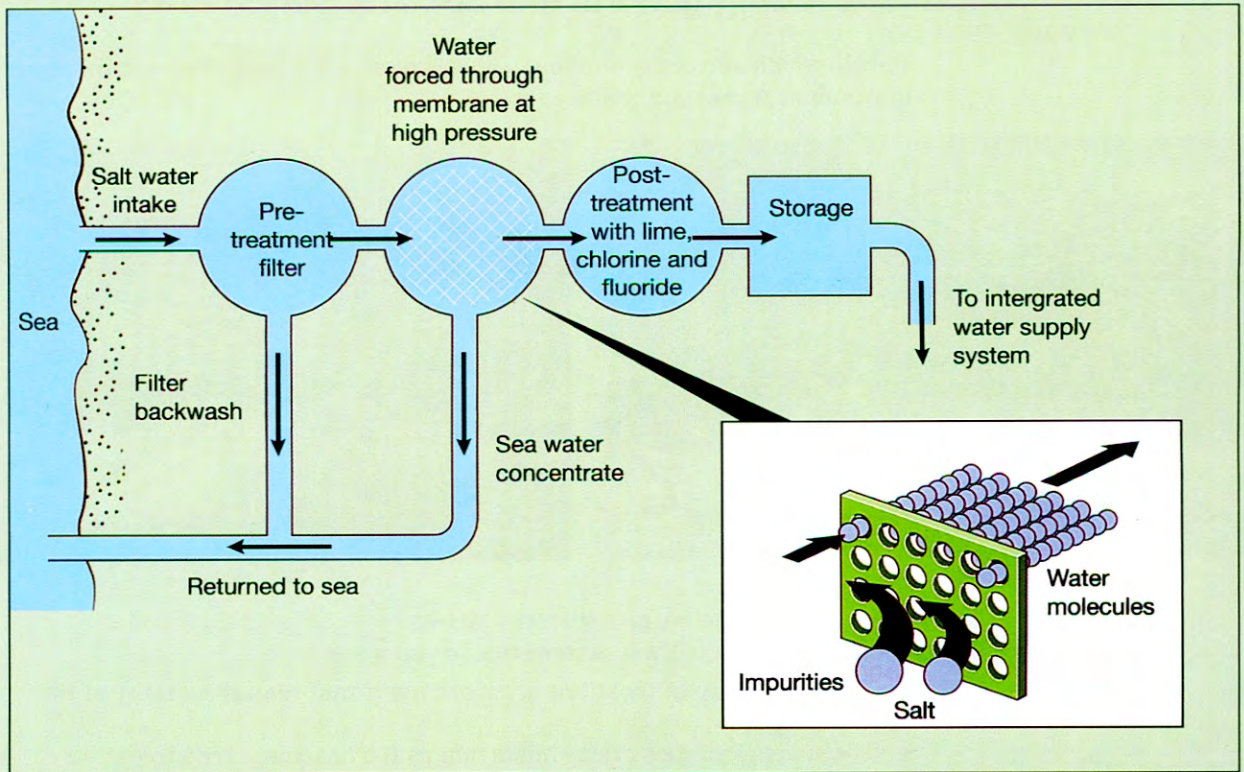 Water
forced through
membrane at
high pressure
Salt water
intake
Pre-
treatment
filter
Post-
treatment
with lime,
chlorine and
fluoride
Storage
Sea
To intergrated
water supply
system
Filter
backwash
Sea water
concentrate
Returned to sea
Water
molecules
Impurities
Salt